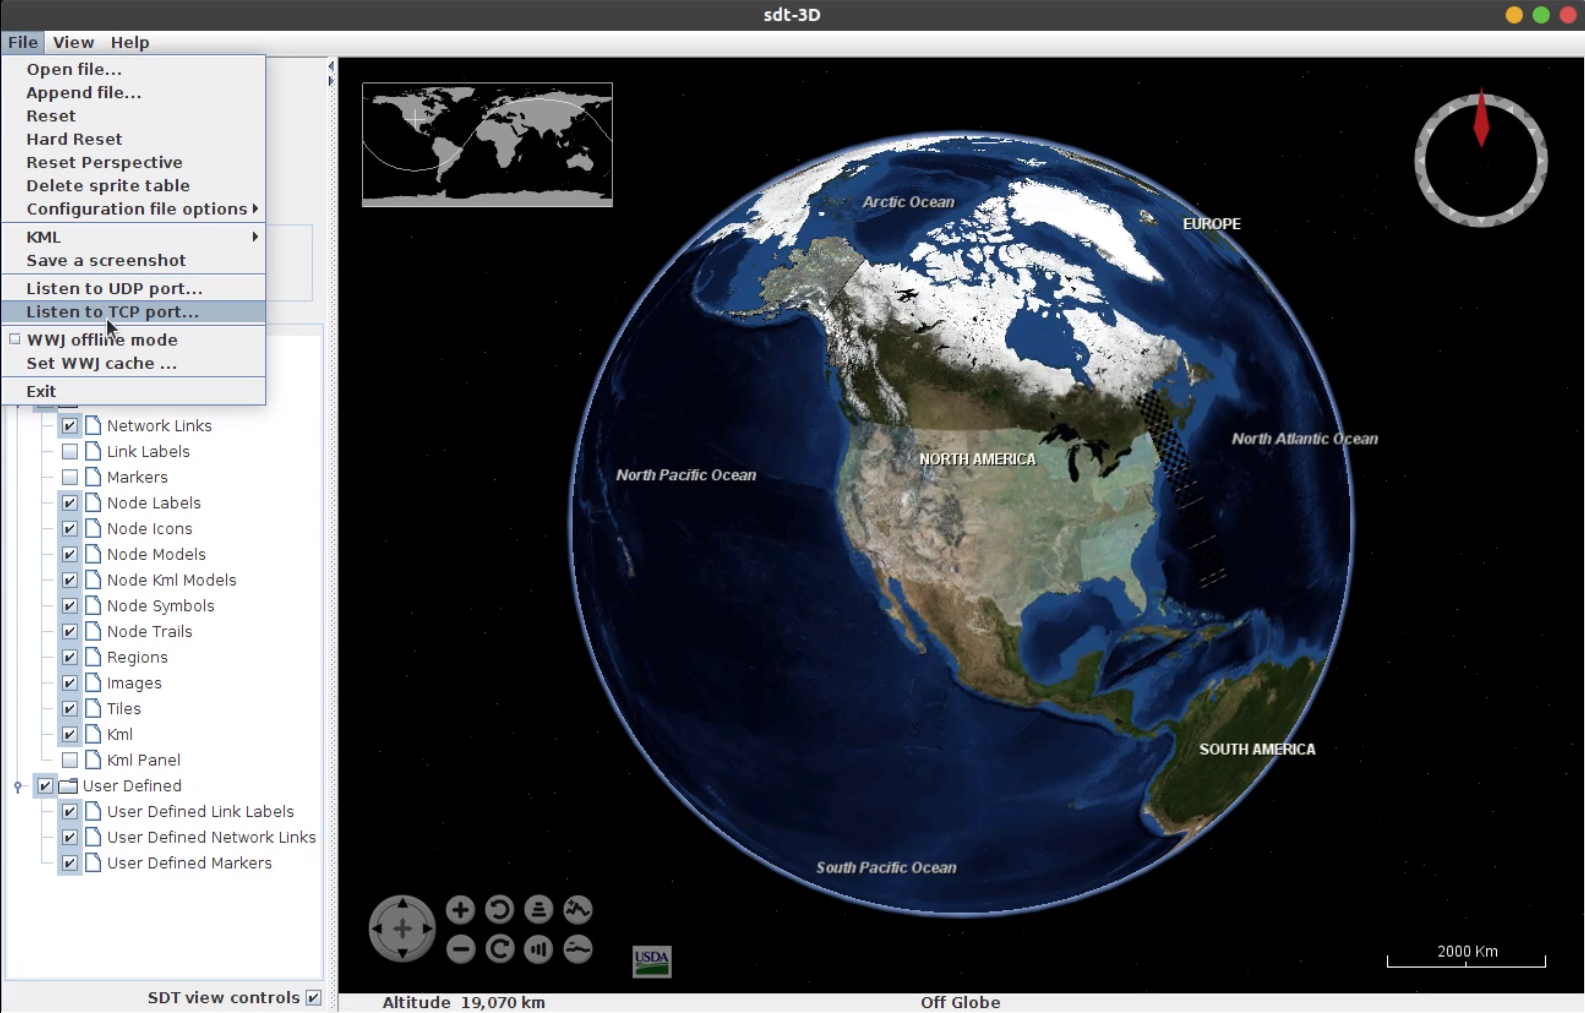 sdt-3D
File View Help
Open file...
Append file...
Reset
Hard Reset
Reset Perspective
Delete sprite table
Configuration file options
KML
Save a screenshot
Listen to UDP port...
Listen to TCP port...
WWJ offline mode
Set WWJ cache ...
Exit
Network Links
Link Labels
Markers
Node Labels
Node Icons
Node Models
Node Kml Models
Node Symbols
Node Trails
Regions
Images
Tiles
Kml
Kml Panel
User Defined
User Defined Link Labels
User Defined Network Links
User Defined Markers
SDT view controls
Arctic Ocean
EUROPE
North Atlantic Ocean
NORTH AMERICA
North Pacific Ocean
SOUTH AMERICA
South Pacific Ocean
USDA
2000 Km
Altitude 19,070 km
Off Globe